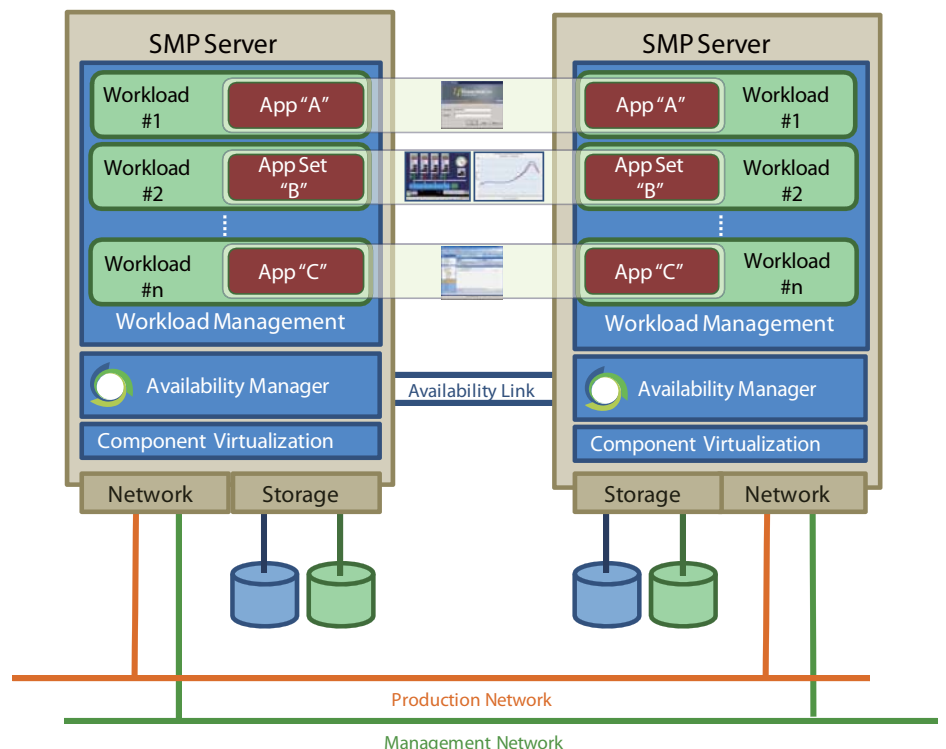 SMP Server
Workload
#1
App “A”
Workload
#2
App Set
“B”
Workload
#n
App “C”
Workload Management
Availability Manager
Component Virtualization
Network
Storage
Availability Link
SMP Server
App “A”
Workload
#1
App Set
“B”
Workload
#2
App “C”
Workload
#n
Workload Management
Availability Manager
Component Virtualization
Storage
Network
Production Network
Management Network